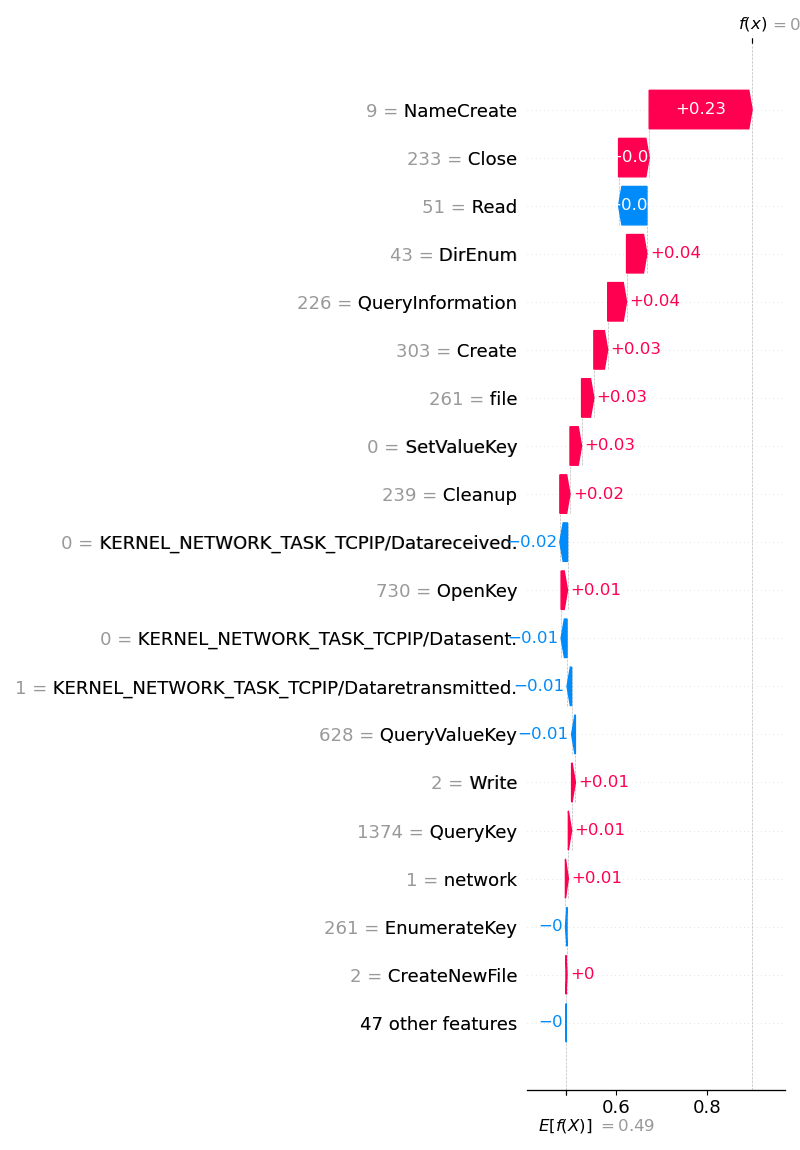 f(x) = 0
9 = NameCreate +0.23
233 = Close +0.0
51 = Read −0.0
43 = DirEnum +0.04
226 = QueryInformation +0.04
303 = Create +0.03
261 = file +0.03
0 = SetValueKey +0.03
239 = Cleanup +0.02
0 = KERNEL_NETWORK_TASK_TCPIP/Datareceived. −0.02
730 = OpenKey +0.01
0 = KERNEL_NETWORK_TASK_TCPIP/Datasent. −0.01
1 = KERNEL_NETWORK_TASK_TCPIP/Dataretransmitted. −0.01
628 = QueryValueKey −0.01
2 = Write +0.01
1374 = QueryKey +0.01
1 = network +0.01
261 = EnumerateKey −0
2 = CreateNewFile +0
47 other features −0
0.6 0.8
E[f(X)] = 0.49